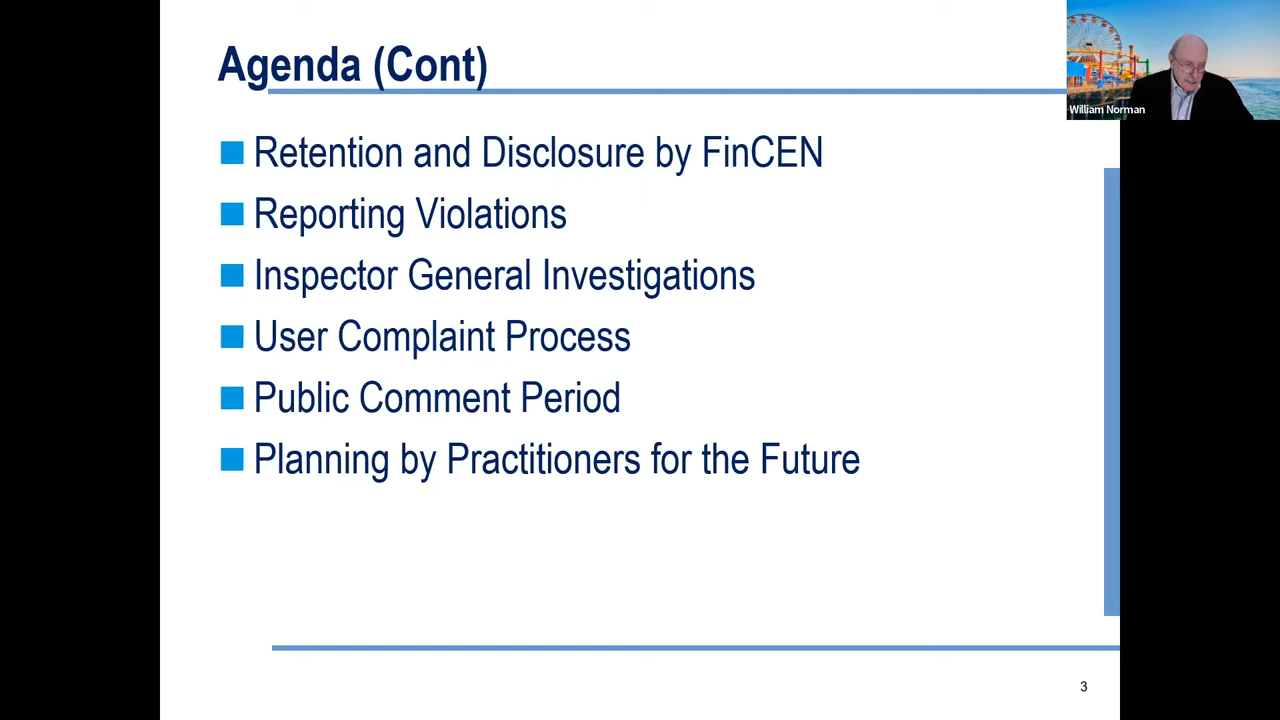 Agenda (Cont)
William Norman
Retention and Disclosure by FinCEN
Reporting Violations
Inspector General Investigations
User Complaint Process
Public Comment Period
Planning by Practitioners for the Future
3